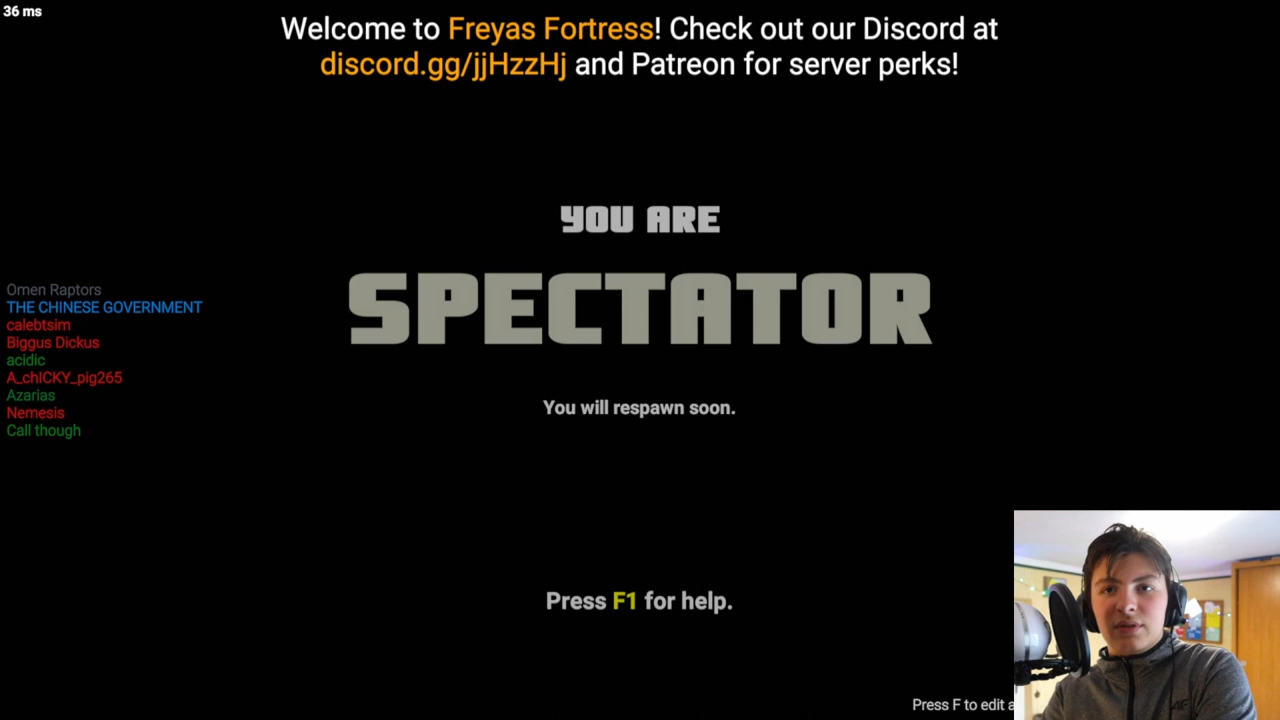 36 ms
Welcome to Freyas Fortress! Check out our Discord at
discord.gg/jjHzzHj and Patreon for server perks!
YOU ARE
SPECTATOR
You will respawn soon.
Omen Raptors
THE CHINESE GOVERNMENT
calebtsim
Biggus Dickus
acidic
A_chICKY_pig265
Azarias
Nemesis
Call though
Press F1 for help.
Press F to edit a
4F